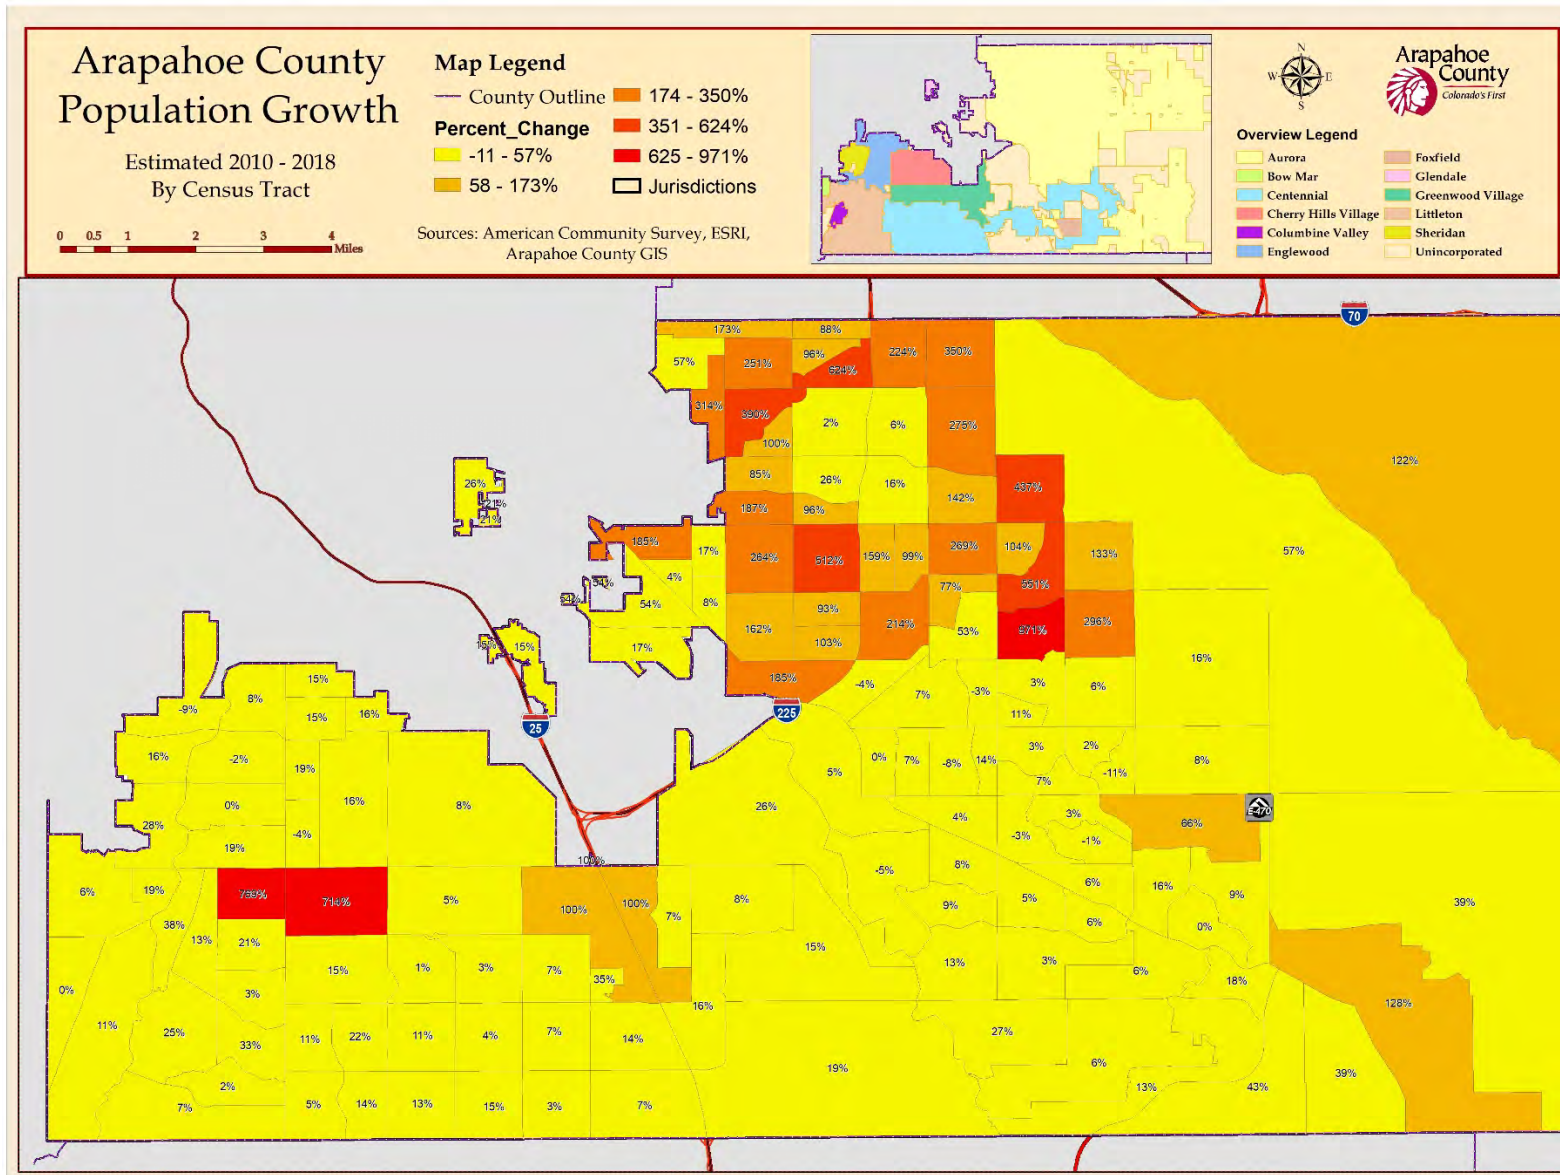 Arapahoe County
Population Growth
Estimated 2010 - 2018
By Census Tract
0 0.5 1 2 3 4
Miles
Map Legend
County Outline
Percent_Change
-11 - 57%
58 - 173%
174 - 350%
351 - 624%
625 - 971%
Jurisdictions
Sources: American Community Survey, ESRI,
Arapahoe County GIS
N
W E
S
Arapahoe
County
Colorado's First
Overview Legend
Aurora
Bow Mar
Centennial
Cherry Hills Village
Columbine Valley
Englewood
Foxfield
Glendale
Greenwood Village
Littleton
Sheridan
Unincorporated
70
173% 88%
57% 251% 96% 624% 224% 350%
314% 390% 2% 6% 275%
100%
122%
85% 26% 16% 142% 437%
26%
21%
21%
187% 96%
185% 17% 264% 512% 159% 99% 269% 104% 133% 57%
54% 4% 77% 551%
54% 54% 8% 93%
162% 103% 214% 53% 971% 296%
15% 15% 17% 16%
185% -4% 7% -3% 3% 6%
11%
225
25
15%
-9% 8% 15% 16%
16% -2% 19% 5% 0% 7% -8% 14% 3% 2% 8%
7% -11%
0% 16% 8% 26%
28% -4% 4% 3% 66%
E-470
19% -3% -1%
100%
6% 19% 769% 714% 5% 100% 100% 7% 8% -5% 8% 6% 16% 9% 39%
38% 9% 5% 6% 0%
13% 21% 15%
15% 1% 3% 7% 35% 13% 3% 6% 18%
0% 3% 16% 128%
11% 25% 33% 11% 22% 11% 4% 7% 14% 27%
2% 19% 6% 39%
7% 5% 14% 13% 15% 3% 7% 13% 43%